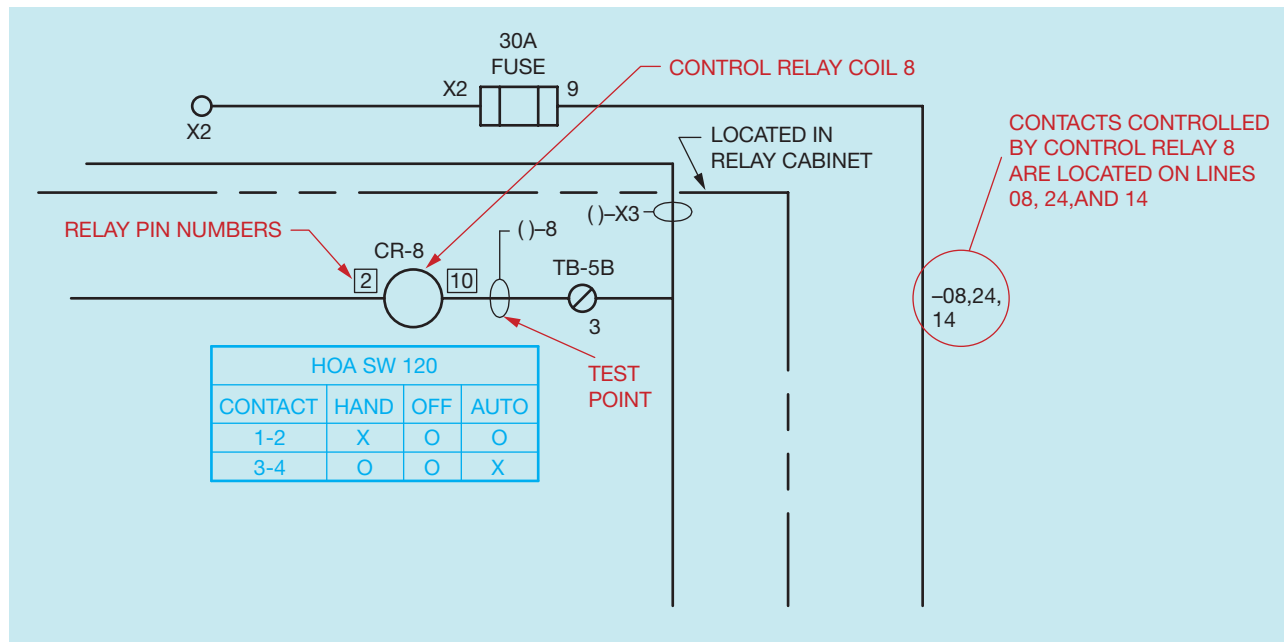 30A
FUSE
CONTROL RELAY COIL 8
X2
9
X2
LOCATED IN
RELAY CABINET
CONTACTS CONTROLLED
BY CONTROL RELAY 8
ARE LOCATED ON LINES
08, 24,AND 14
( )–X3
RELAY PIN NUMBERS
( )–8
CR-8
TB-5B
2
10
–08,24,
14
3
TEST
POINT
HOA SW 120
CONTACT HAND OFF AUTO
1-2 X O O
3-4 O O X